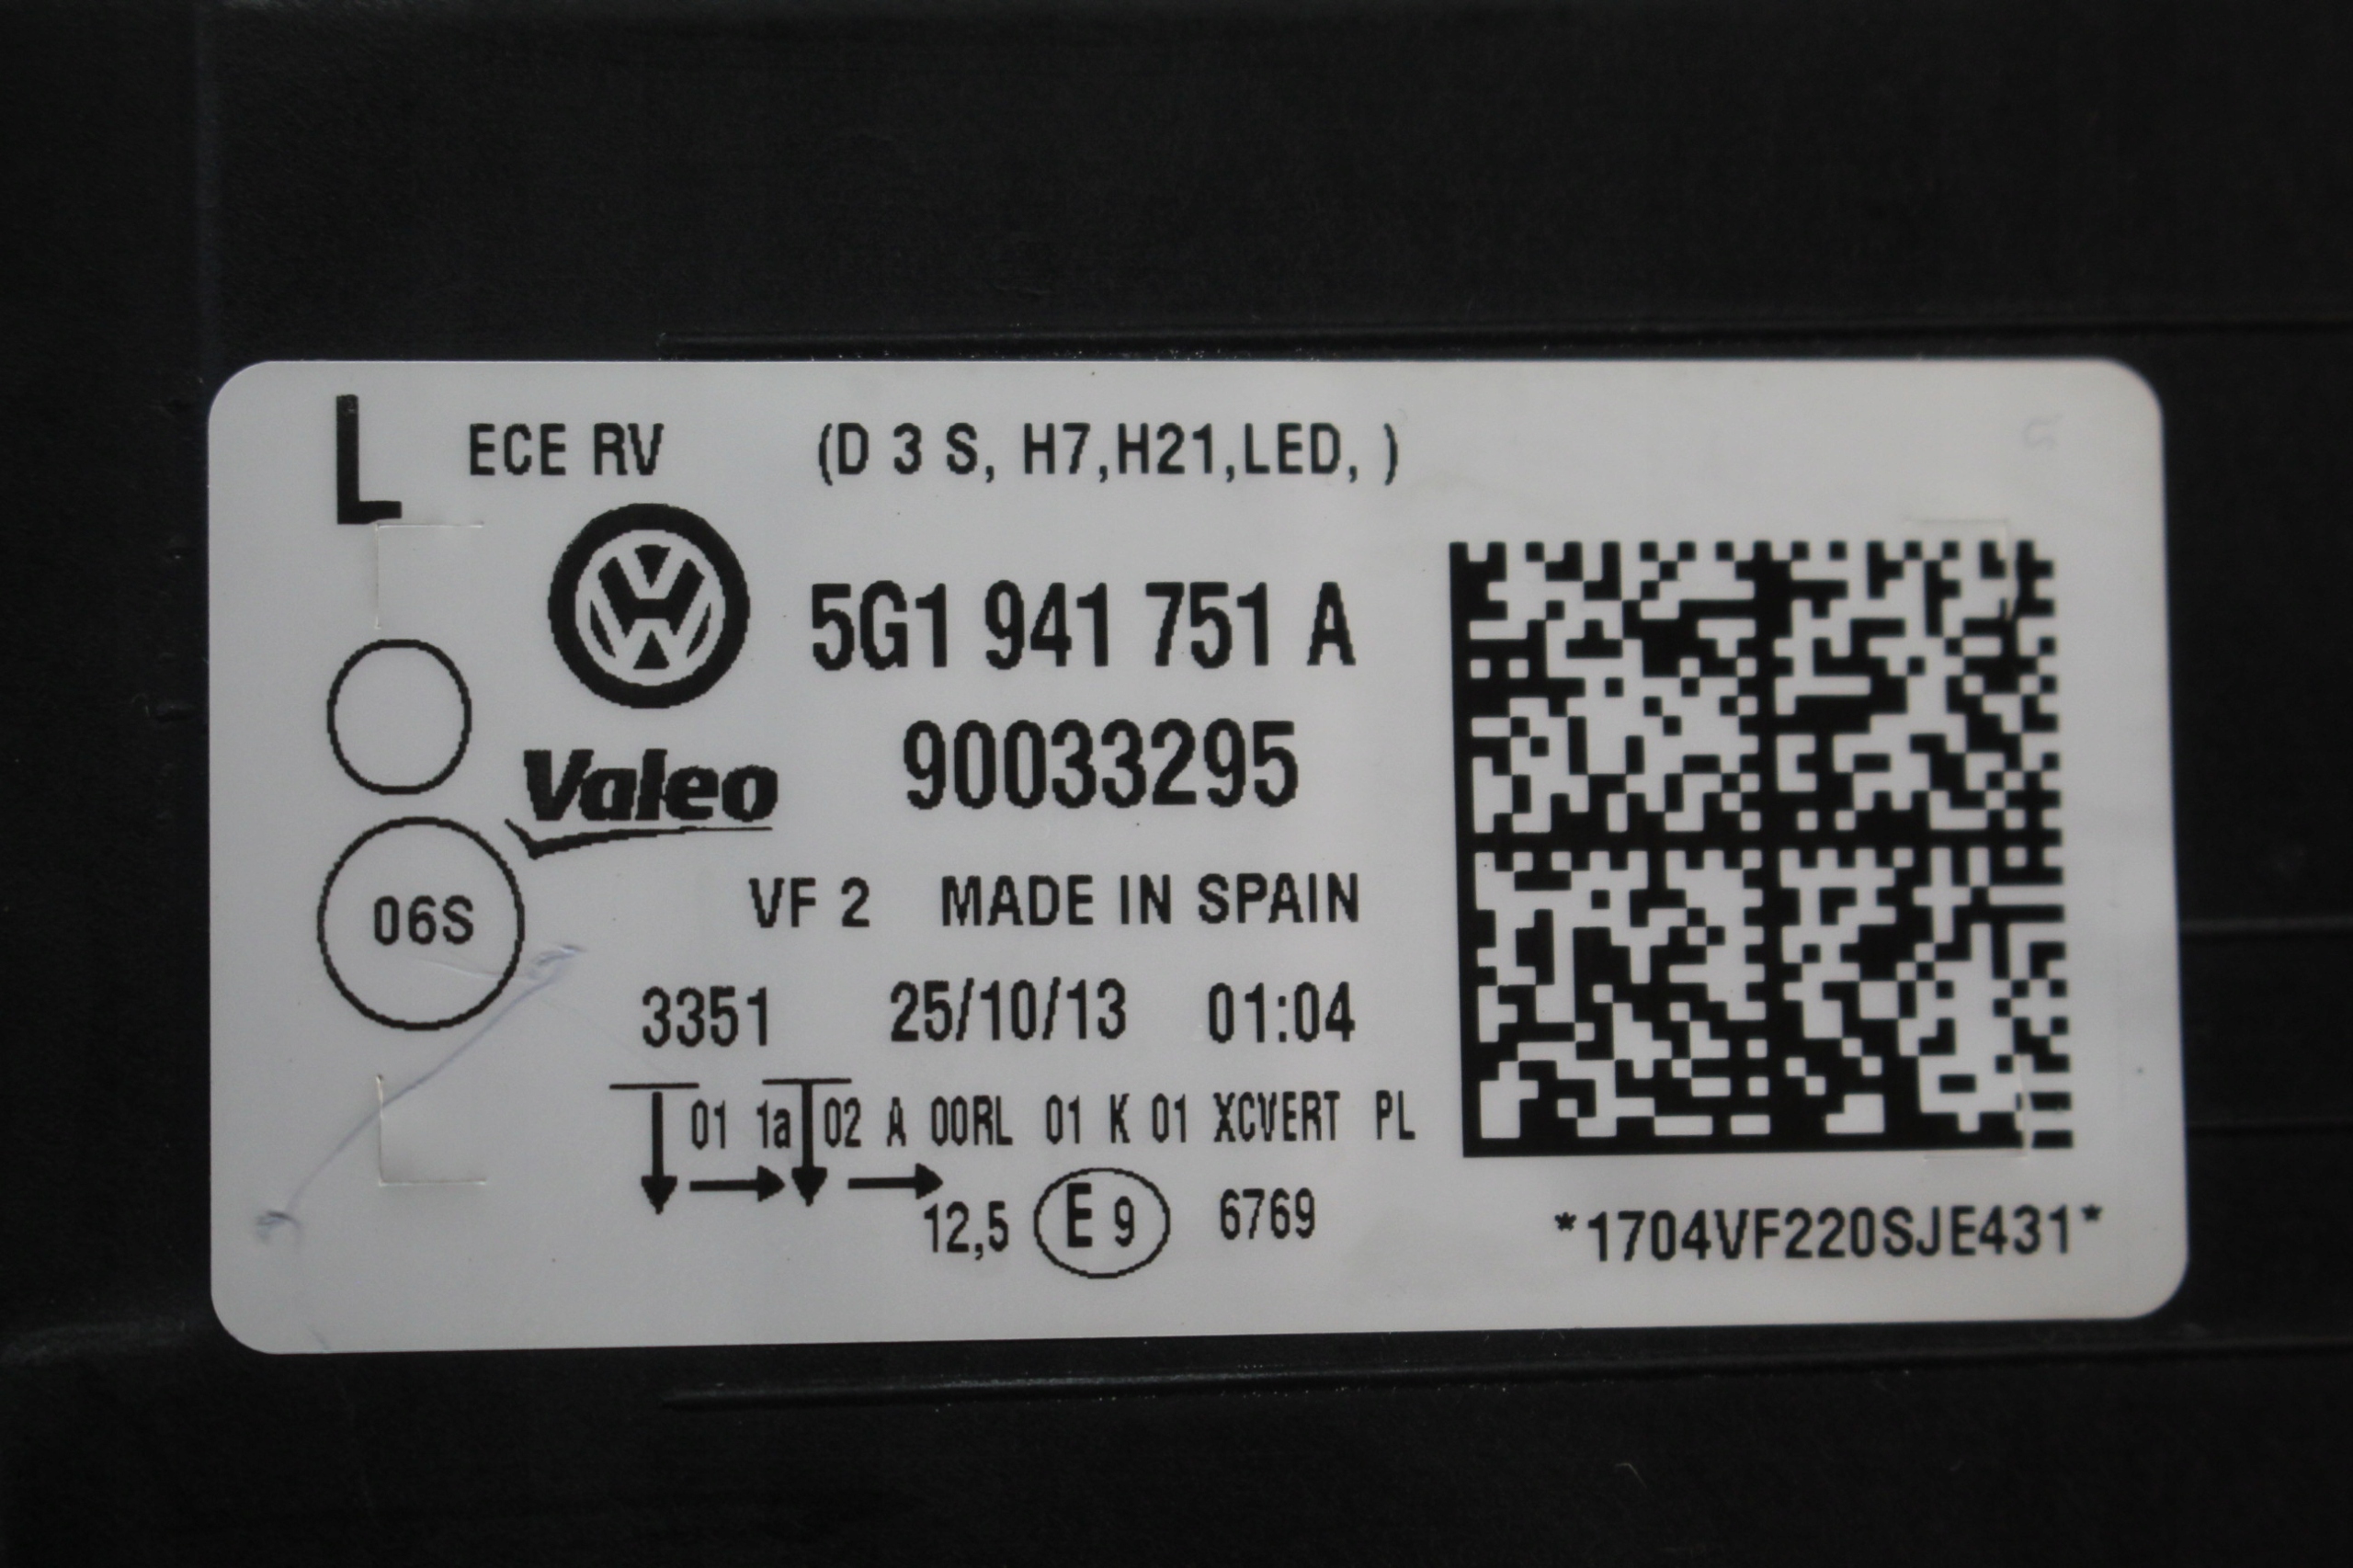 L ECE RV (D 3 S, H7,H21,LED, )
5G1 941 751 A
Valeo 90033295
VF 2 MADE IN SPAIN
06S
3351 25/10/13 01:04
01 1a 02 A 00RL 01 K 01 XCVERT PL
12,5 E 9 6769
*1704VF220SJE431*